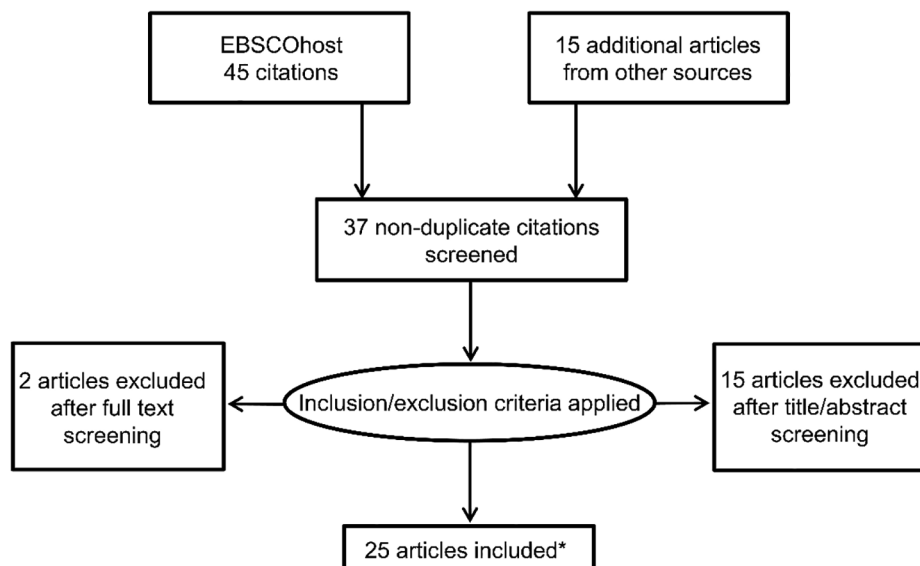 EBSCOhost
45 citations
15 additional articles
from other sources
37 non-duplicate citations
screened
2 articles excluded
after full text
screening
Inclusion/exclusion criteria applied
15 articles excluded
after title/abstract
screening
25 articles included*